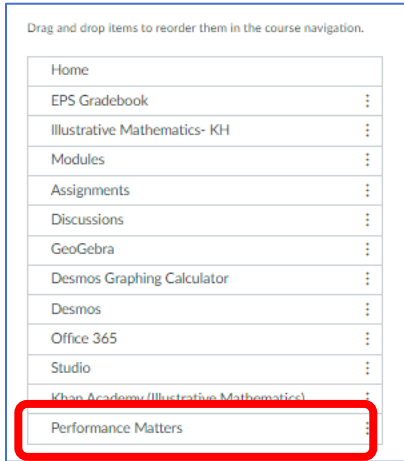 Drag and drop items to reorder them in the course navigation.
Home
EPS Gradebook
Illustrative Mathematics- KH
Modules
Assignments
Discussions
GeoGebra
Desmos Graphing Calculator
Desmos
Office 365
Studio
Khan Academy (Illustrative Mathematics)
Performance Matters